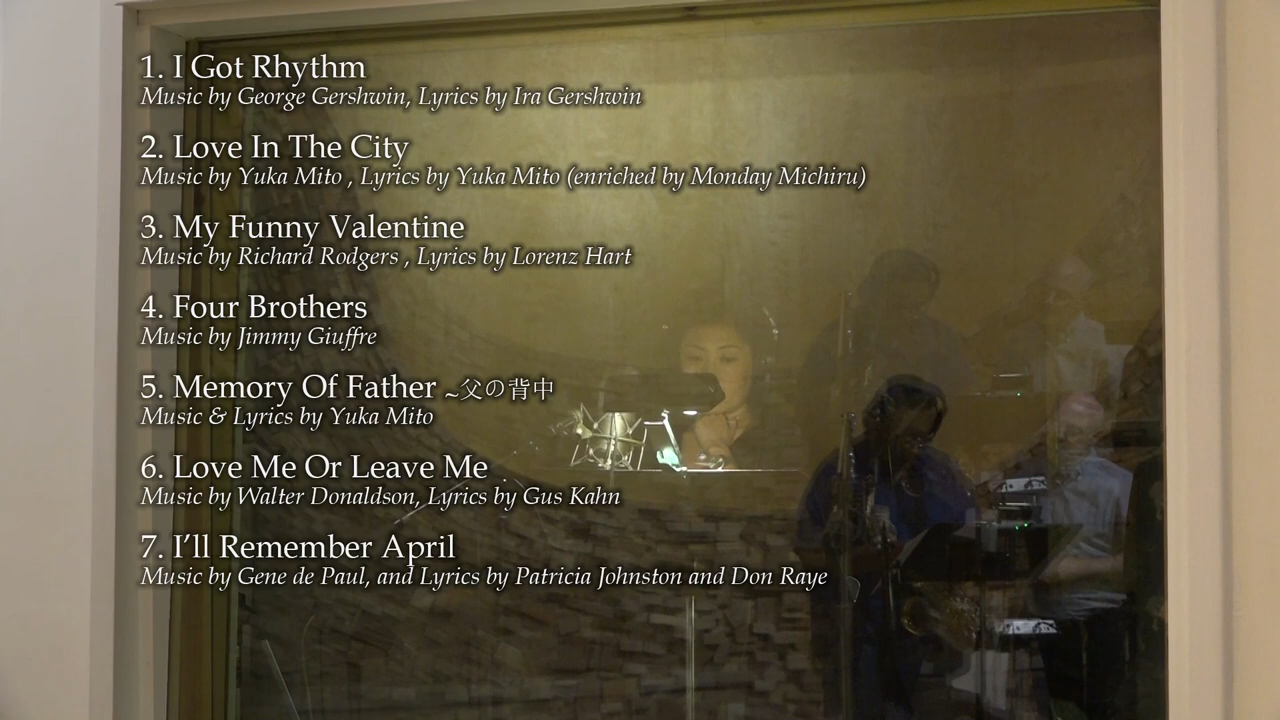 1. I Got Rhythm
Music by George Gershwin, Lyrics by Ira Gershwin
2. Love In The City
Music by Yuka Mito , Lyrics by Yuka Mito (enriched by Monday Michiru)
3. My Funny Valentine
Music by Richard Rodgers , Lyrics by Lorenz Hart
4. Four Brothers
Music by Jimmy Giuffre
5. Memory Of Father ~父の背中
Music & Lyrics by Yuka Mito
6. Love Me Or Leave Me
Music by Walter Donaldson, Lyrics by Gus Kahn
7. I’ll Remember April
Music by Gene de Paul, and Lyrics by Patricia Johnston and Don Raye